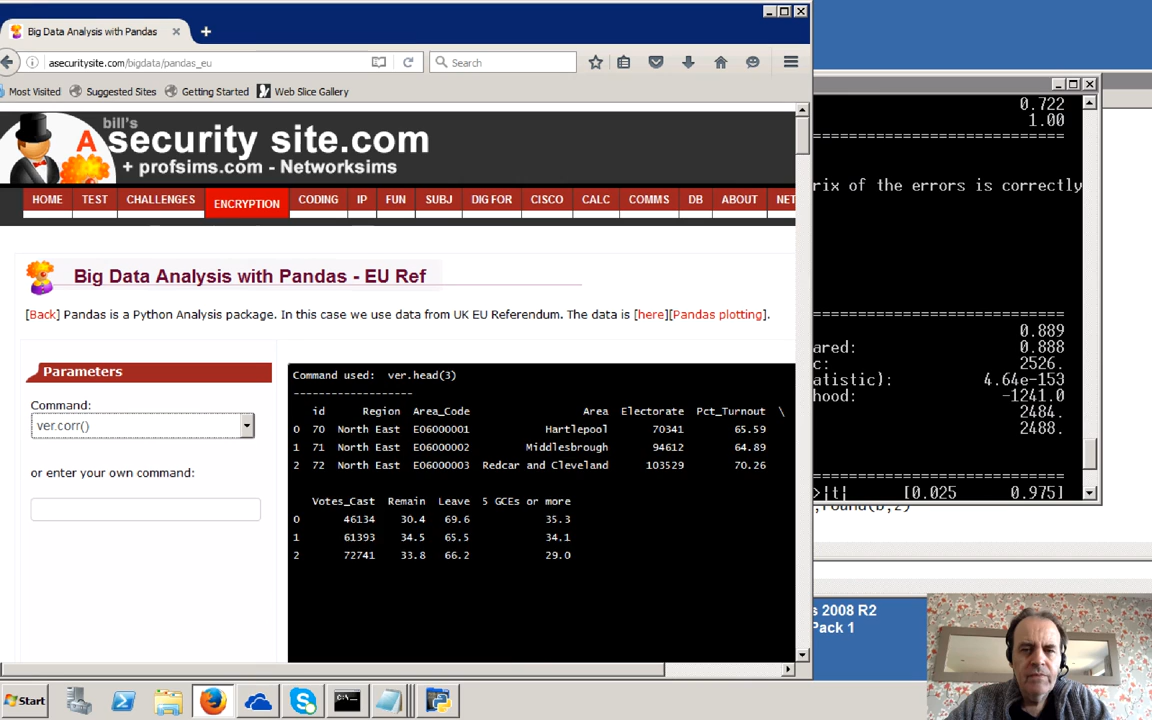 Big Data Analysis with Pandas
asecuritysite.com/bigdata/pandas_eu
Search
Most Visited Suggested Sites Getting Started Web Slice Gallery
bill's
A security site.com
+ profsims.com - Networksims
HOME TEST CHALLENGES ENCRYPTION CODING IP FUN SUBJ DIG FOR CISCO CALC COMMS DB ABOUT NET
Big Data Analysis with Pandas - EU Ref
[Back] Pandas is a Python Analysis package. In this case we use data from UK EU Referendum. The data is [here][Pandas plotting].
Parameters
Command:
ver.corr()
or enter your own command:
Command used: ver.head(3)
-------------------
id Region Area_Code Area Electorate Pct_Turnout \
0 70 North East E06000001 Hartlepool 70341 65.59
1 71 North East E06000002 Middlesbrough 94612 64.89
2 72 North East E06000003 Redcar and Cleveland 103529 70.26
Votes_Cast Remain Leave 5 GCEs or more
0 46134 30.4 69.6 35.3
1 61393 34.5 65.5 34.1
2 72741 33.8 66.2 29.0
0.722
1.00
==========================
rix of the errors is correctly
==========================
0.889
ared: 0.888
c: 2526.
atistic): 4.64e-153
hood: -1241.0
2484.
2488.
==========================
>|t| [0.025 0.975]
,round(b,2)
s 2008 R2
Pack 1
Start